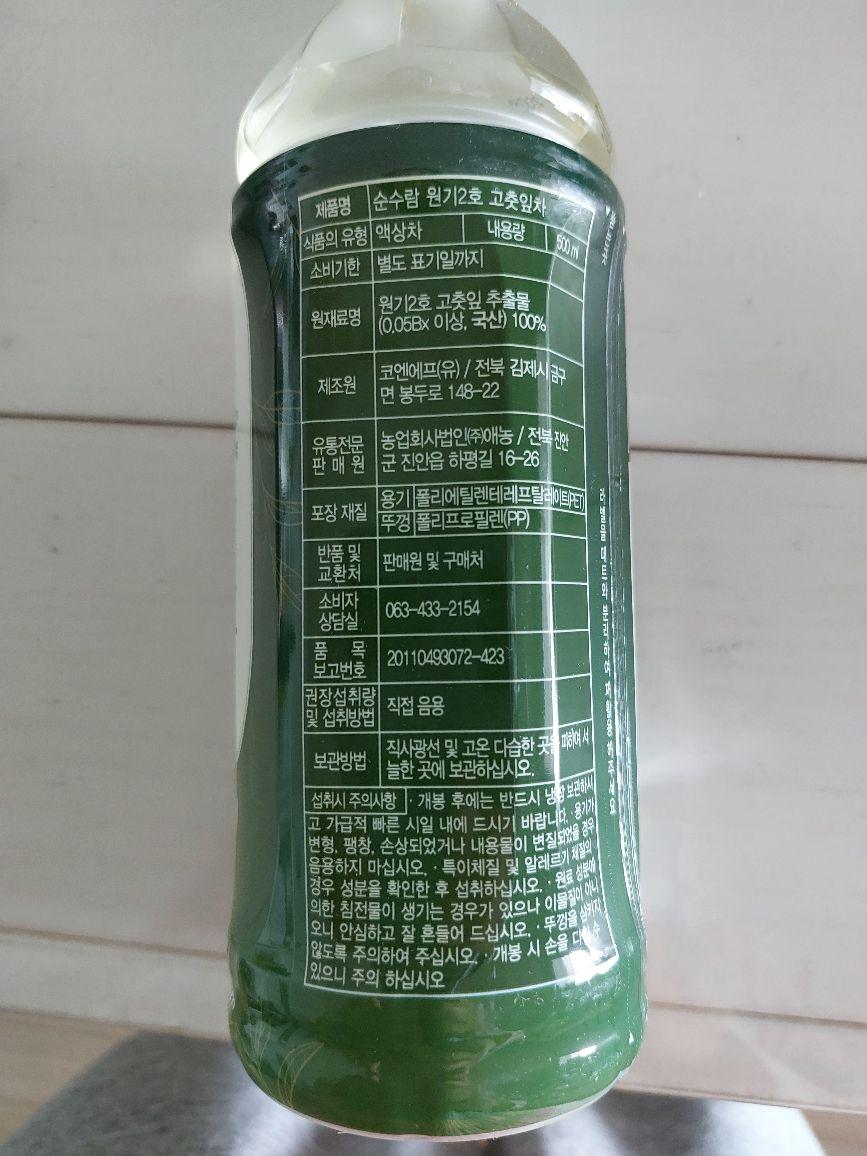 제품명 순수람 원기2호 고춧잎차
식품의 유형 액상차 내용량 500㎖
소비기한 별도 표기일까지
원재료명 원기2호 고춧잎 추출물
(0.05Bx 이상, 국산) 100%
제조원 코엔에프(유) / 전북 김제시 금구
면 봉두로 148-22
유통전문 농업회사법인㈜애농 / 전북 진안
판 매 원 군 진안읍 하평길 16-26
포장 재질 용기 폴리에틸렌테레프탈레이트(PET)
뚜껑 폴리프로필렌(PP)
반품 및
교환처 판매원 및 구매처
소비자
상담실 063-433-2154
품 목
보고번호 20110493072-423
권장섭취량
및 섭취방법 직접 음용
보관방법 직사광선 및 고온 다습한 곳을 피하여 서
늘한 곳에 보관하십시오.
섭취시 주의사항 · 개봉 후에는 반드시 냉장 보관하시
고 가급적 빠른 시일 내에 드시기 바랍니다. · 용기가
변형, 팽창, 손상되었거나 내용물이 변질되었을 경우
음용하지 마십시오. · 특이체질 및 알레르기 체질의
경우 성분을 확인한 후 섭취하십시오. · 원료 성분에
의한 침전물이 생기는 경우가 있으나 이물질이 아니
오니 안심하고 잘 흔들어 드십시오. · 뚜껑을 삼키지
않도록 주의하여 주십시오. · 개봉 시 손을 다칠 수
있으니 주의 하십시오